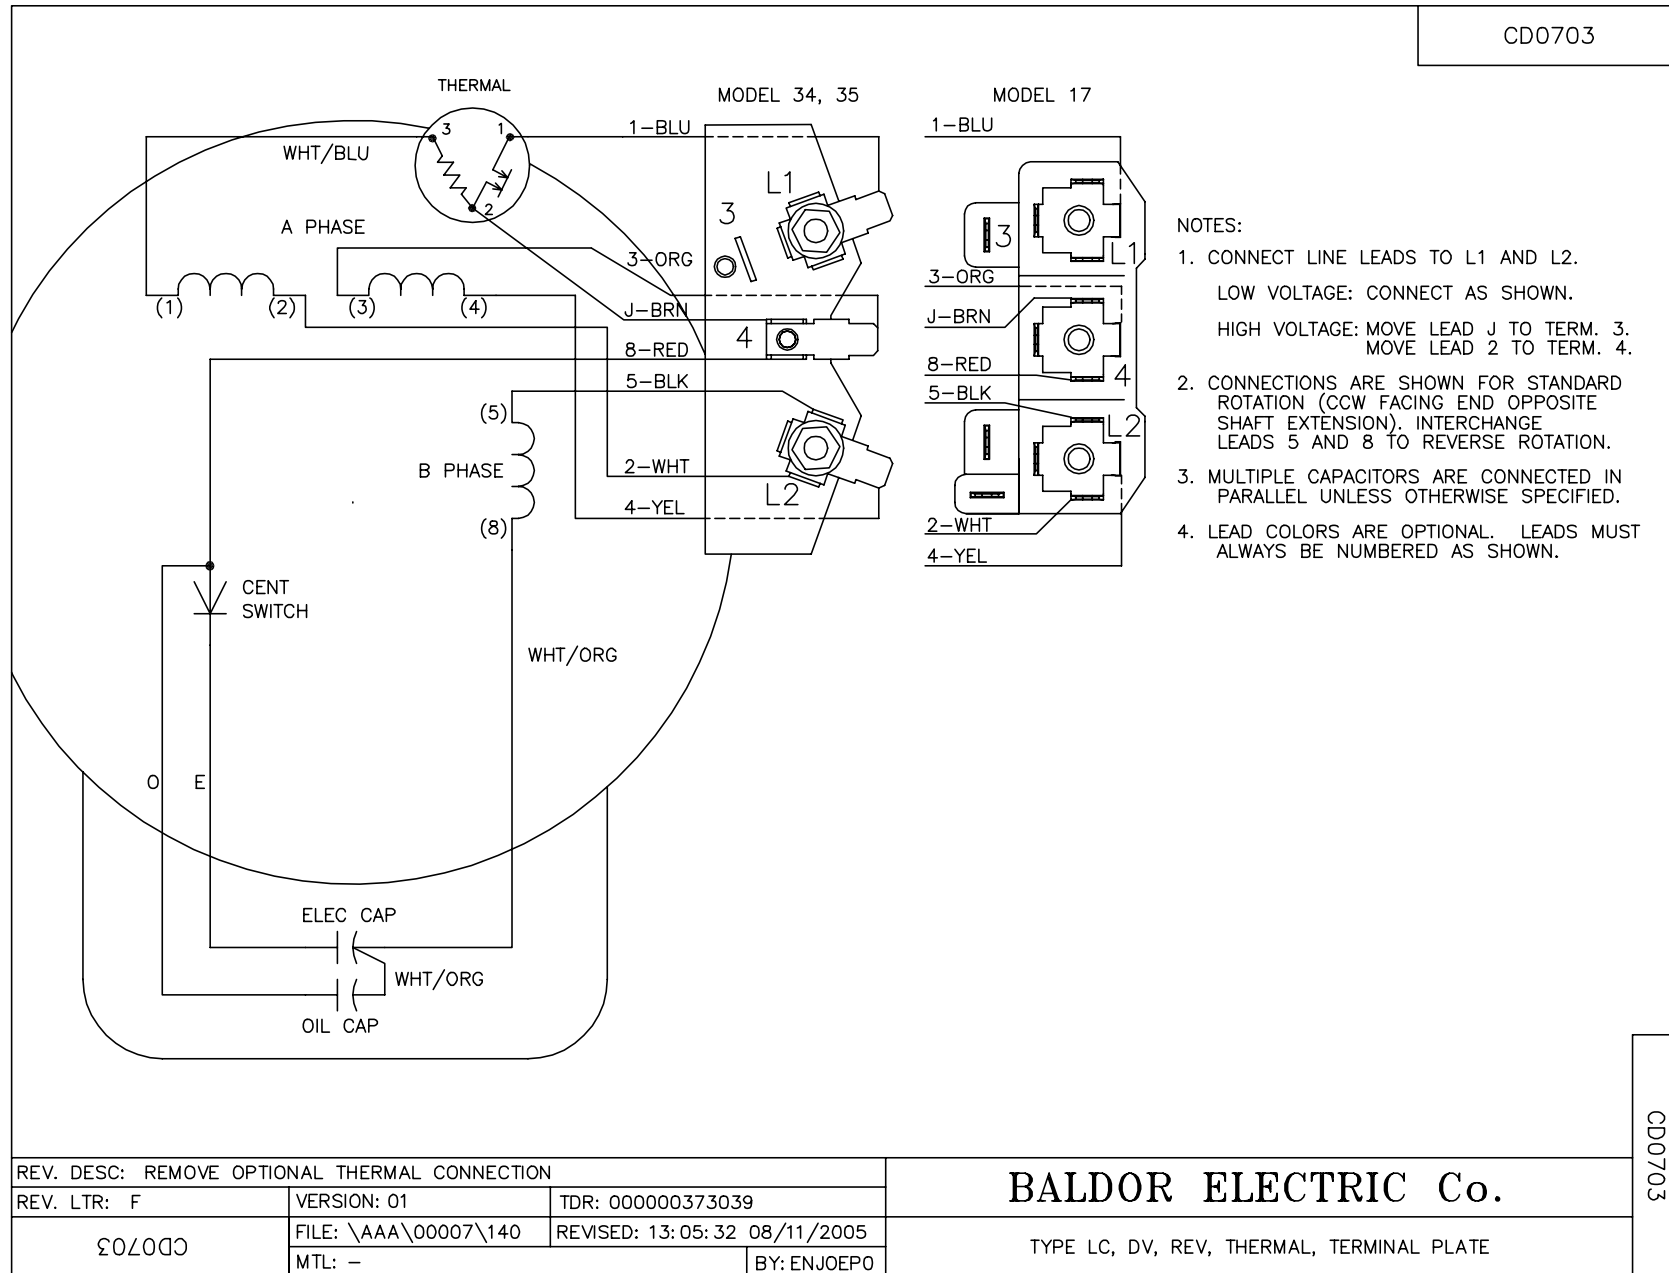 CD0703
THERMAL
MODEL 34, 35
MODEL 17
3
1
2
WHT/BLU
1-BLU
1-BLU
A PHASE
L1
3
3
L1
3-ORG
3-ORG
(1)
(2)
(3)
(4)
J-BRN
J-BRN
4
4
8-RED
8-RED
5-BLK
5-BLK
(5)
B PHASE
(8)
L2
L2
2-WHT
2-WHT
4-YEL
4-YEL
NOTES:
1. CONNECT LINE LEADS TO L1 AND L2.
LOW VOLTAGE: CONNECT AS SHOWN.
HIGH VOLTAGE: MOVE LEAD J TO TERM. 3.
MOVE LEAD 2 TO TERM. 4.
2. CONNECTIONS ARE SHOWN FOR STANDARD
ROTATION (CCW FACING END OPPOSITE
SHAFT EXTENSION). INTERCHANGE
LEADS 5 AND 8 TO REVERSE ROTATION.
3. MULTIPLE CAPACITORS ARE CONNECTED IN
PARALLEL UNLESS OTHERWISE SPECIFIED.
4. LEAD COLORS ARE OPTIONAL. LEADS MUST
ALWAYS BE NUMBERED AS SHOWN.
CENT
SWITCH
WHT/ORG
O
E
ELEC CAP
WHT/ORG
OIL CAP
CD0703
REV. DESC: REMOVE OPTIONAL THERMAL CONNECTION
REV. LTR: F
VERSION: 01
TDR: 000000373039
FILE: \AAA\00007\140
REVISED: 13:05:32 08/11/2005
CD0703
MTL: -
BY: ENJOEPO
BALDOR ELECTRIC Co.
TYPE LC, DV, REV, THERMAL, TERMINAL PLATE